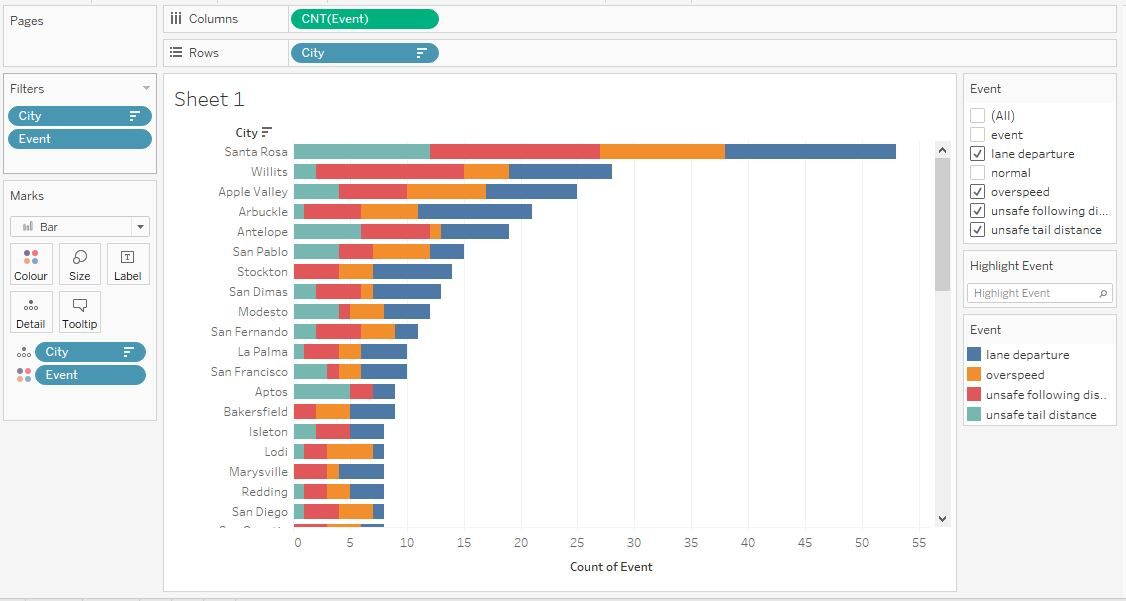 Pages
Columns
CNT(Event)
Rows
City
Filters
City
Event
Marks
Bar
Colour
Size
Label
Detail
Tooltip
City
Event
Sheet 1
City
Santa Rosa
Willits
Apple Valley
Arbuckle
Antelope
San Pablo
Stockton
San Dimas
Modesto
San Fernando
La Palma
San Francisco
Aptos
Bakersfield
Isleton
Lodi
Marysville
Redding
San Diego
0 5 10 15 20 25 30 35 40 45 50 55
Count of Event
Event
(All)
event
lane departure
normal
overspeed
unsafe following di...
unsafe tail distance
Highlight Event
Highlight Event
Event
lane departure
overspeed
unsafe following dis..
unsafe tail distance